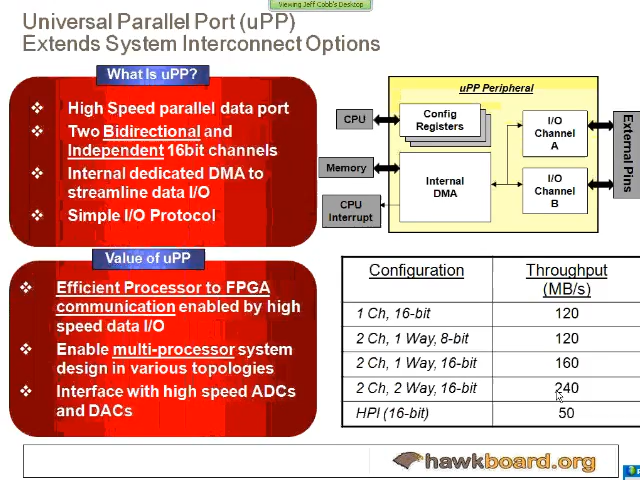 Viewing Jeff Cobb's Desktop
Universal Parallel Port (uPP)
Extends System Interconnect Options
What Is uPP?
High Speed parallel data port
Two Bidirectional and
Independent 16bit channels
Internal dedicated DMA to
streamline data I/O
Simple I/O Protocol
Value of uPP
Efficient Processor to FPGA
communication enabled by high
speed data I/O
Enable multi-processor system
design in various topologies
Interface with high speed ADCs
and DACs
uPP Peripheral
CPU
Config
Registers
I/O
Channel
A
Memory
Internal
DMA
I/O
Channel
B
CPU
Interrupt
External Pins
Configuration Throughput
(MB/s)
1 Ch, 16-bit 120
2 Ch, 1 Way, 8-bit 120
2 Ch, 1 Way, 16-bit 160
2 Ch, 2 Way, 16-bit 240
HPI (16-bit) 50
hawkboard.org